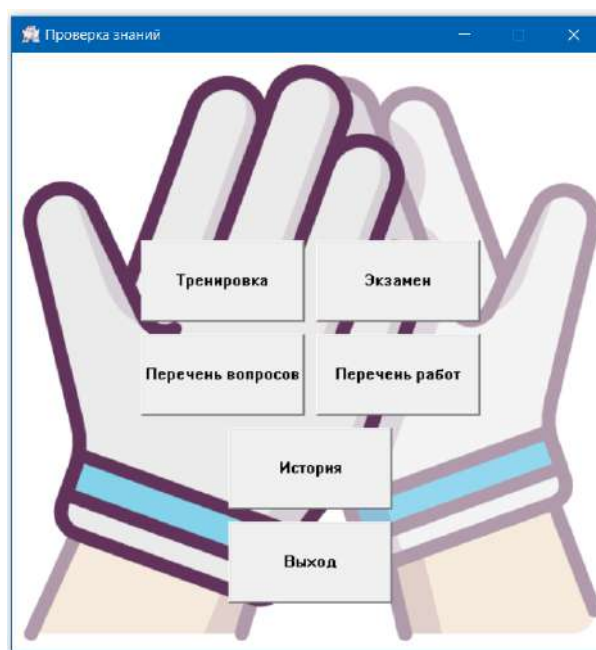 Проверка знаний
Тренировка
Экзамен
Перечень вопросов
Перечень работ
История
Выход